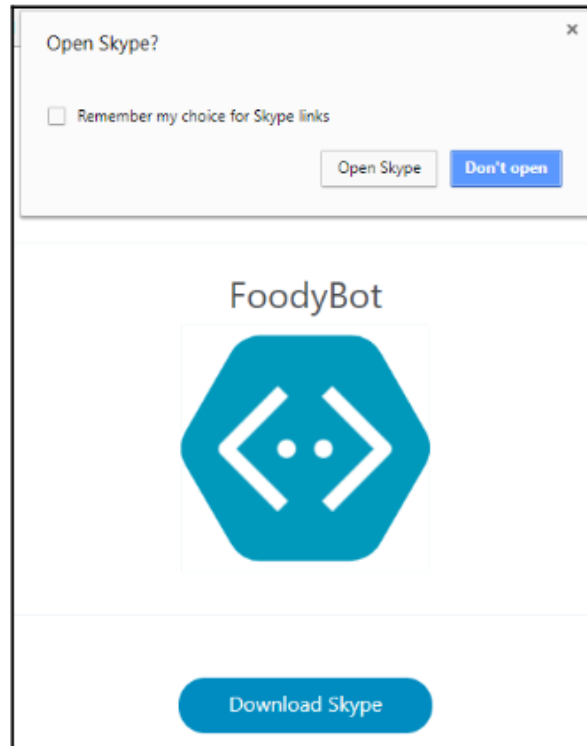 Open Skype?
Remember my choice for Skype links
Open Skype Don't open
FoodyBot
Download Skype